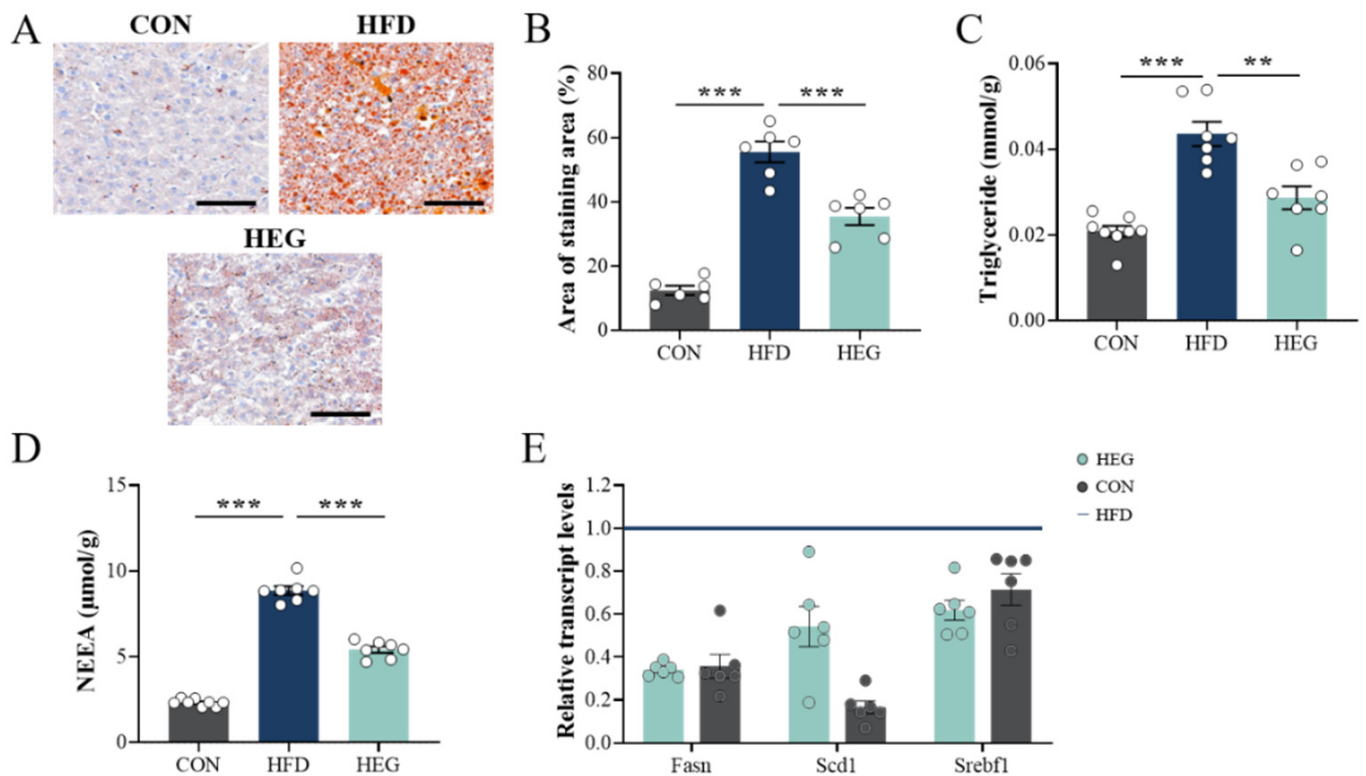 A
CON
HFD
HEG
B
Area of staining area (%)
80
60
40
20
0
***
***
CON
HFD
HEG
C
Triglyceride (mmol/g)
0.06
0.04
0.02
0.00
***
**
CON
HFD
HEG
D
NEEA (μmol/g)
15
10
5
0
***
***
CON
HFD
HEG
E
Relative transcript levels
1.2
1.0
0.8
0.6
0.4
0.2
0.0
Fasn
Scd1
Srebf1
HEG
CON
HFD